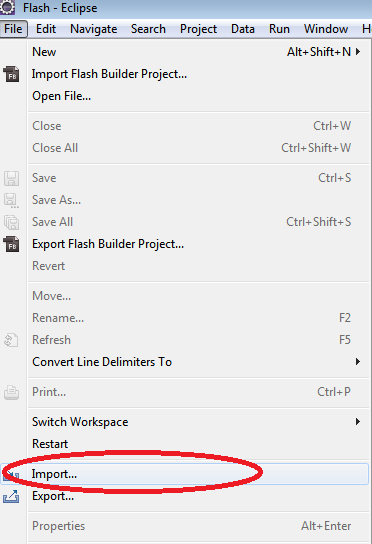 Flash - Eclipse
File Edit Navigate Search Project Data Run Window
New Alt+Shift+N
Import Flash Builder Project...
Open File...
Close Ctrl+W
Close All Ctrl+Shift+W
Save Ctrl+S
Save As...
Save All Ctrl+Shift+S
Export Flash Builder Project...
Revert
Move...
Rename... F2
Refresh F5
Convert Line Delimiters To
Print... Ctrl+P
Switch Workspace
Restart
Import...
Export...
Properties Alt+Enter